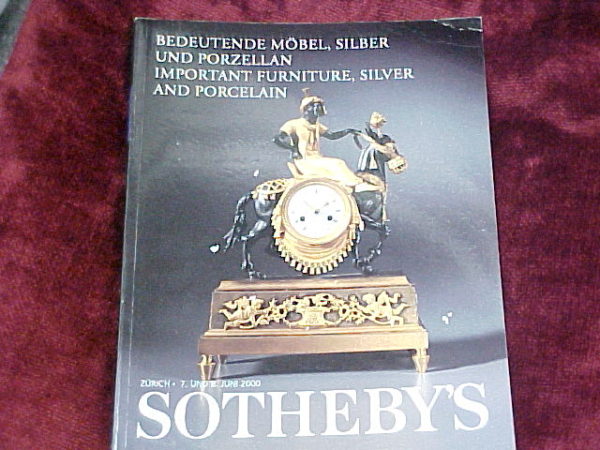 BEDEUTENDE MÖBEL, SILBER
UND PORZELLAN
IMPORTANT FURNITURE, SILVER
AND PORCELAIN
ZÜRICH • 7. UND 8. JUNI 2000
SOTHEBY'S